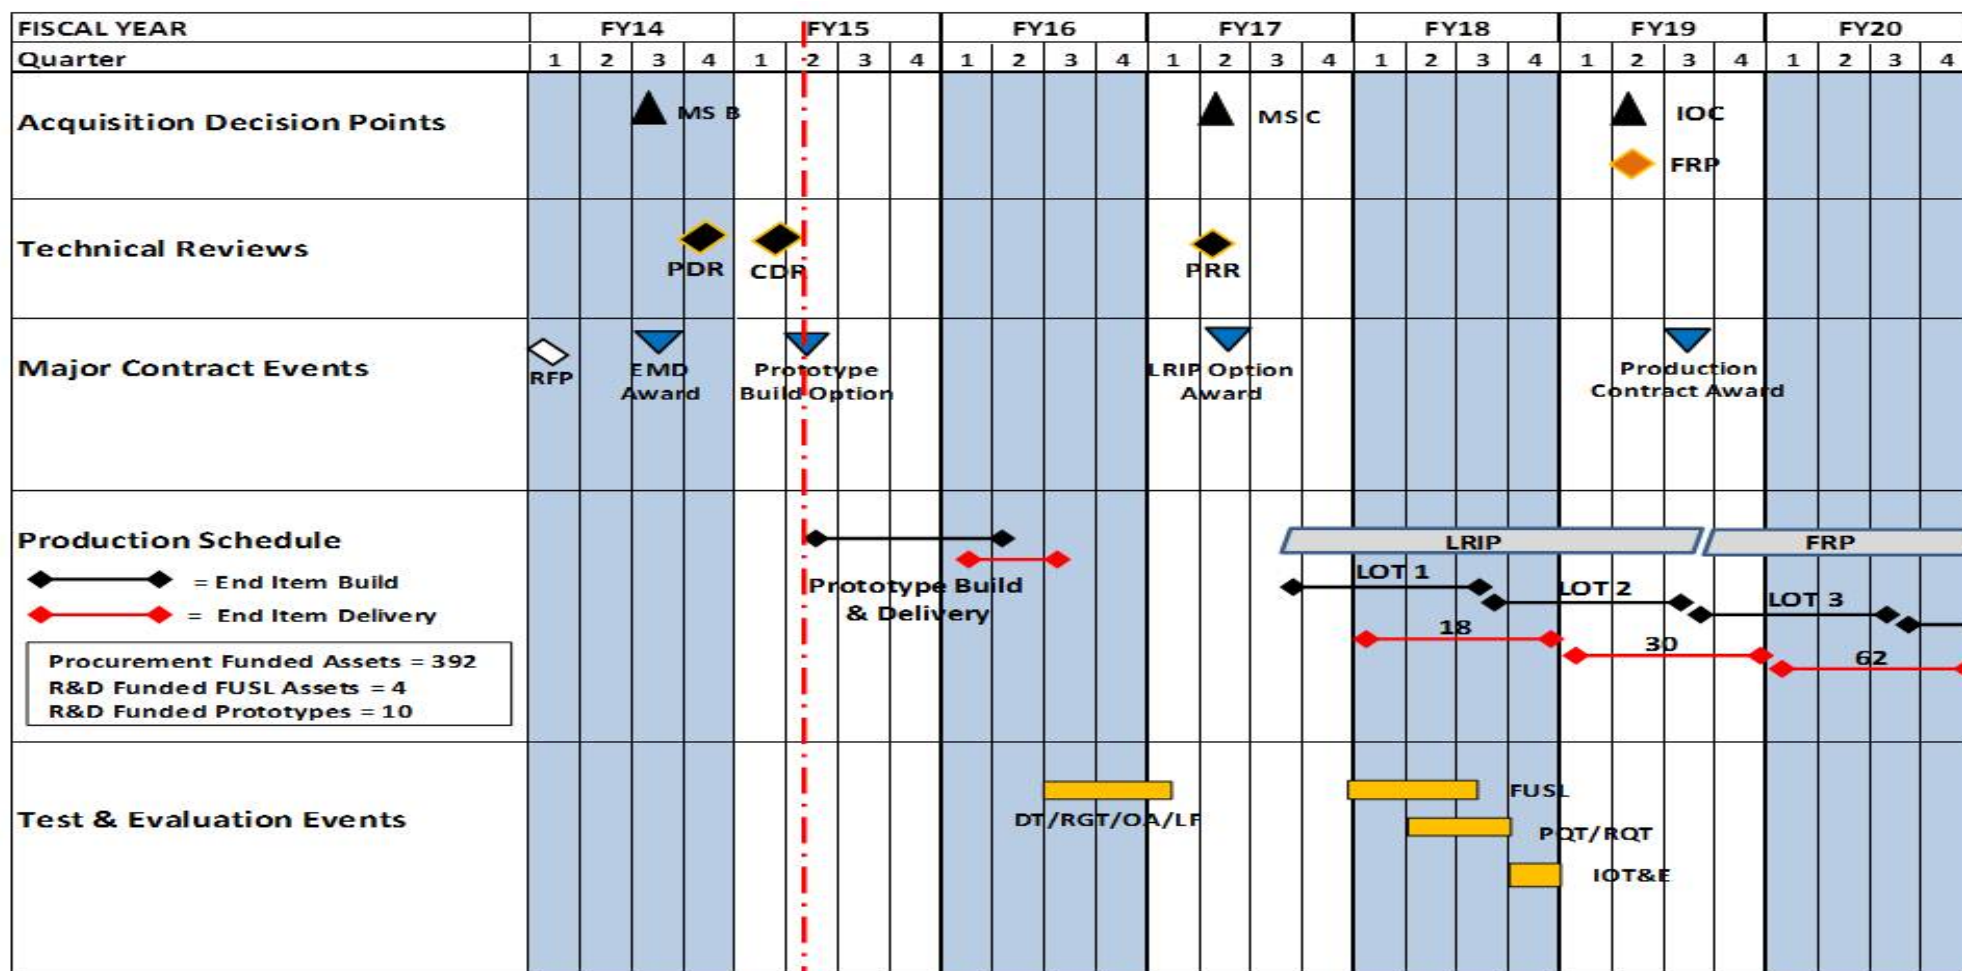 FISCAL YEAR FY14 FY15 FY16 FY17 FY18 FY19 FY20
Quarter 1 2 3 4 1 2 3 4 1 2 3 4 1 2 3 4 1 2 3 4 1 2 3 4 1 2 3 4
Acquisition Decision Points
MS B
MS C
IOC
FRP
Technical Reviews
PDR
CDR
PRR
Major Contract Events
RFP
EMD
Award
Prototype
Build Option
LRIP Option
Award
Production
Contract Award
Production Schedule
= End Item Build
= End Item Delivery
Procurement Funded Assets = 392
R&D Funded FUSL Assets = 4
R&D Funded Prototypes = 10
Prototype Build
& Delivery
LRIP
FRP
LOT 1
LOT 2
LOT 3
18
30
62
Test & Evaluation Events
DT/RGT/OA/LF
FUSL
PQT/RQT
IOT&E